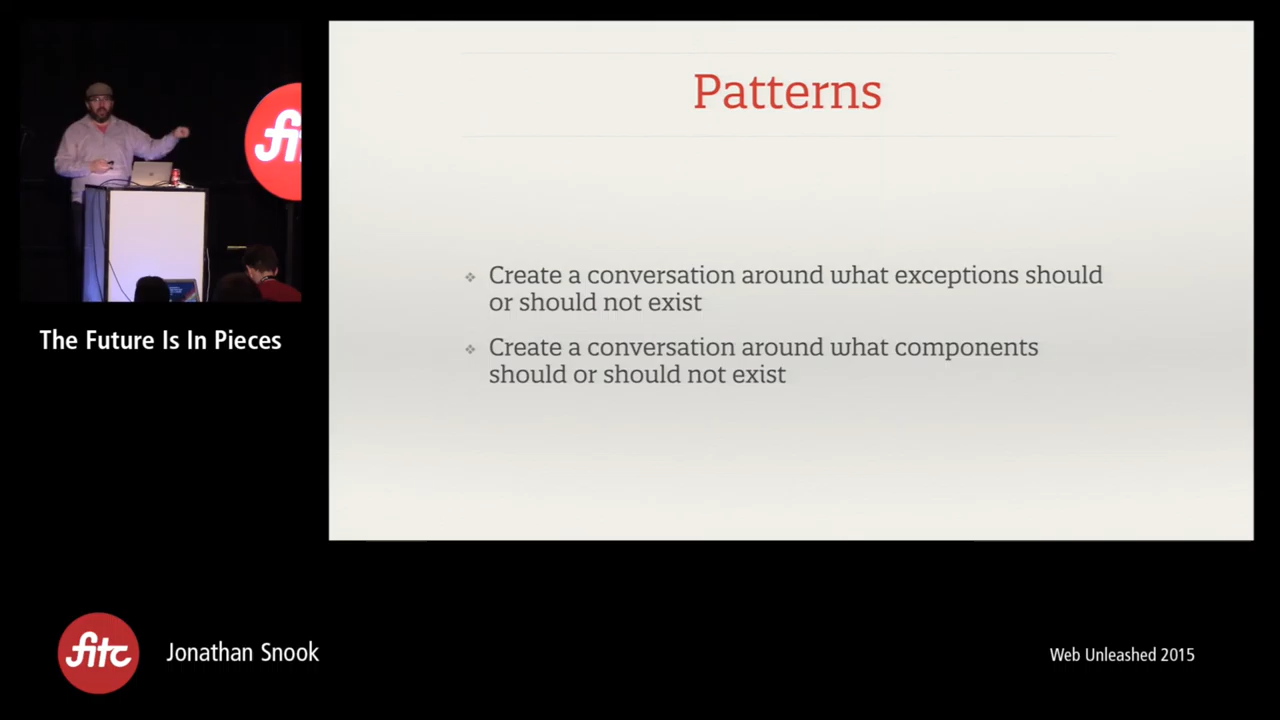 Patterns
Create a conversation around what exceptions should
or should not exist
Create a conversation around what components
should or should not exist
The Future Is In Pieces
fitc
Jonathan Snook
Web Unleashed 2015